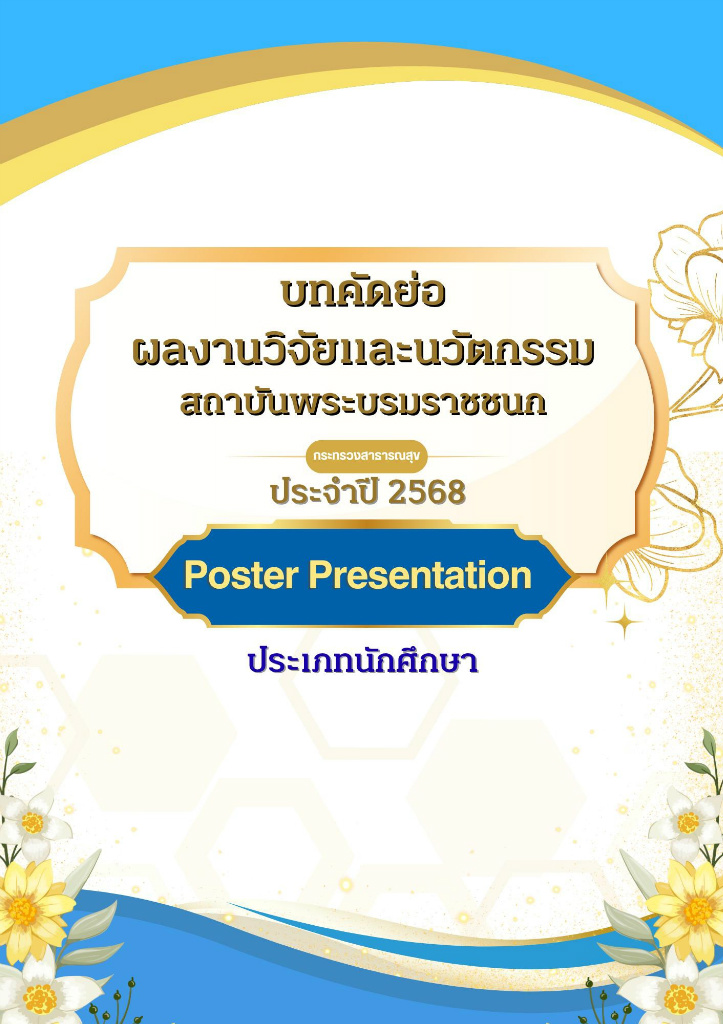 บทคัดย่อ
ผลงานวิจัยและนวัตกรรม
สถาบันพระบรมราชชนก
กระทรวงสาธารณสุข
ประจำปี 2568
Poster Presentation
ประเภทนักศึกษา